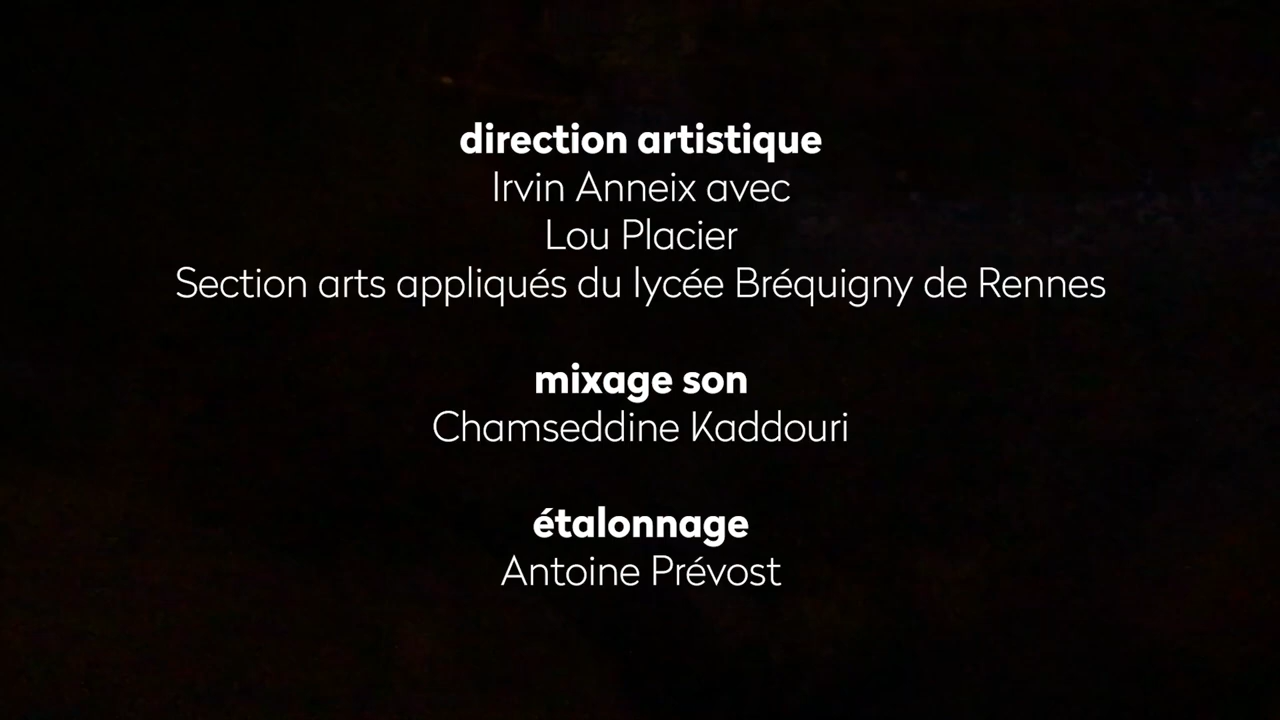 direction artistique
Irvin Anneix avec
Lou Placier
Section arts appliqués du lycée Bréquigny de Rennes
mixage son
Chamseddine Kaddouri
étalonnage
Antoine Prévost